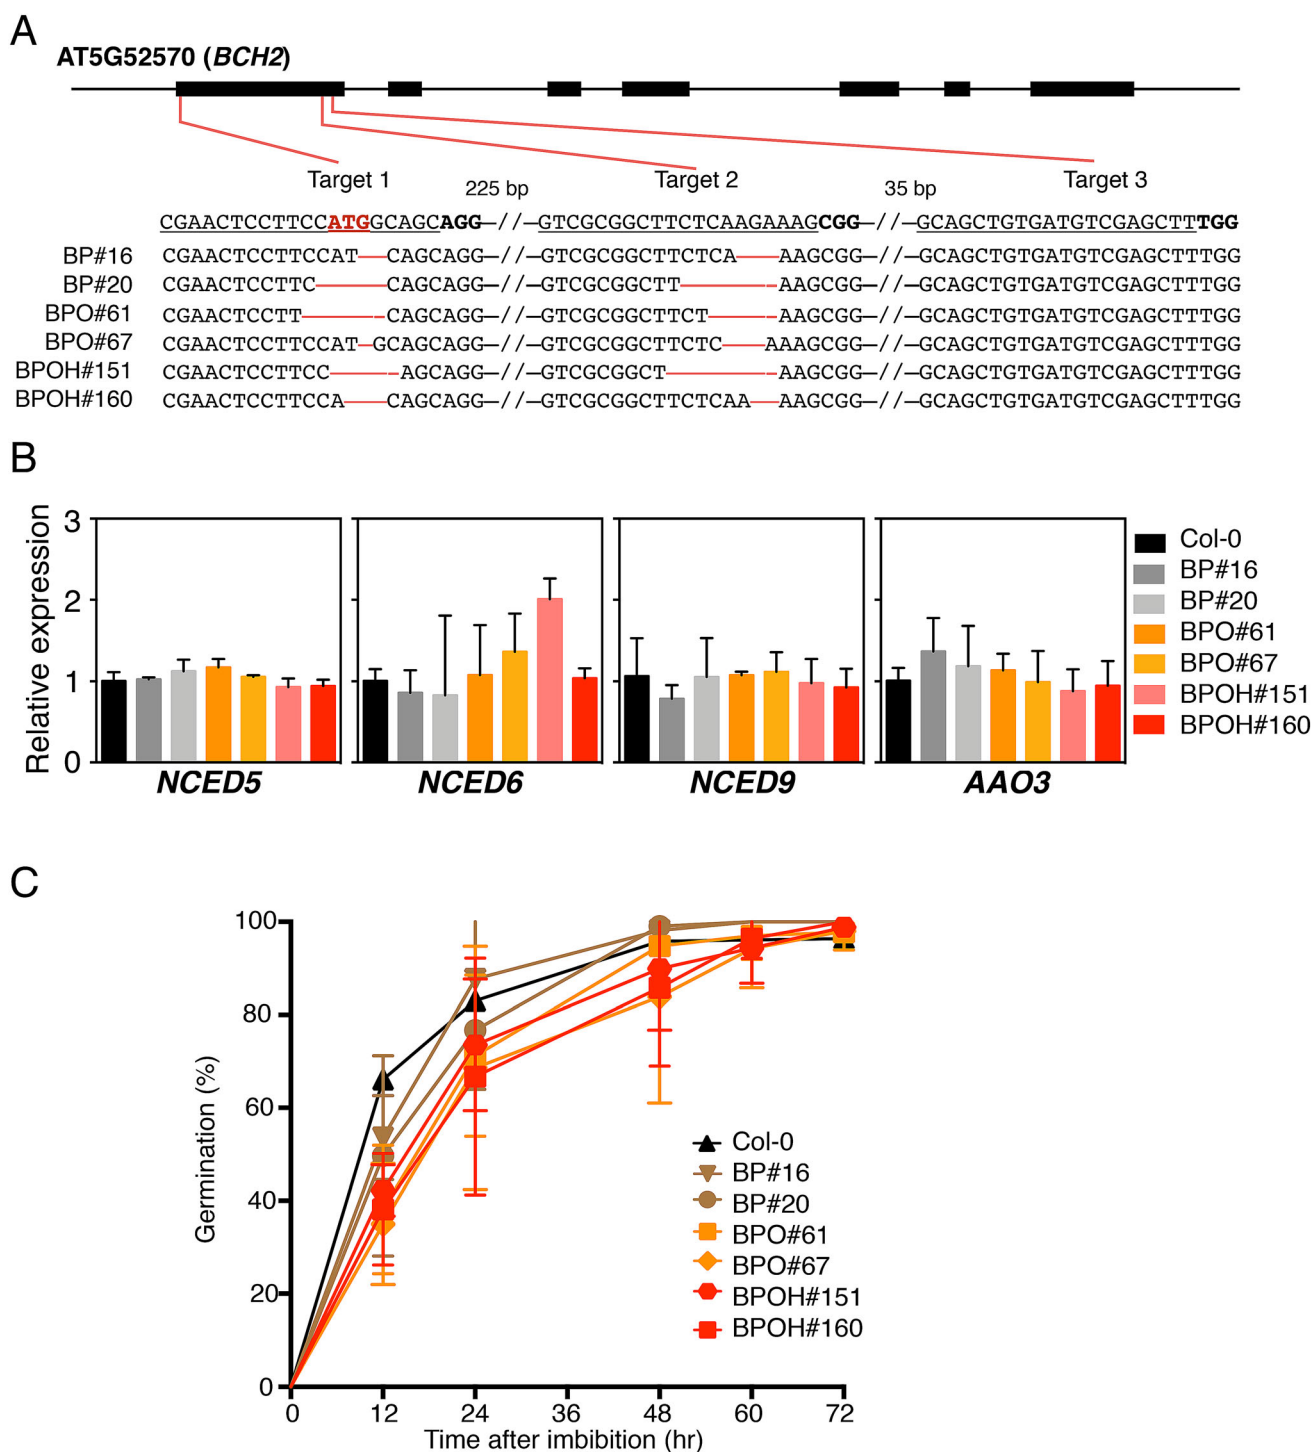 A
AT5G52570 (BCH2)
Target 1 225 bp Target 2 35 bp Target 3
CGAACTCCTTCCATGGCAGCAGG—//—GTCGCGGCTTCTCAAGAAAGCGG—//—GCAGCTGTGATGTCGAGCTTTGG
BP#16 CGAACTCCTTCCAT——CAGCAGG—//—GTCGCGGCTTCTCA———AAGCGG—//—GCAGCTGTGATGTCGAGCTTTGG
BP#20 CGAACTCCTTC—————CAGCAGG—//—GTCGCGGCTT———————AAGCGG—//—GCAGCTGTGATGTCGAGCTTTGG
BPO#61 CGAACTCCTT——————CAGCAGG—//—GTCGCGGCTTCT—————AAGCGG—//—GCAGCTGTGATGTCGAGCTTTGG
BPO#67 CGAACTCCTTCCAT—GCAGCAGG—//—GTCGCGGCTTCTC———AAAGCGG—//—GCAGCTGTGATGTCGAGCTTTGG
BPOH#151 CGAACTCCTTCC—————AGCAGG—//—GTCGCGGCT————————AAGCGG—//—GCAGCTGTGATGTCGAGCTTTGG
BPOH#160 CGAACTCCTTCCA———CAGCAGG—//—GTCGCGGCTTCTCAA——AAGCGG—//—GCAGCTGTGATGTCGAGCTTTGG
B
Relative expression
3
2
1
0
NCED5 NCED6 NCED9 AAO3
Col-0
BP#16
BP#20
BPO#61
BPO#67
BPOH#151
BPOH#160
C
Germination (%)
100
80
60
40
20
0
Col-0
BP#16
BP#20
BPO#61
BPO#67
BPOH#151
BPOH#160
0 12 24 36 48 60 72
Time after imbibition (hr)